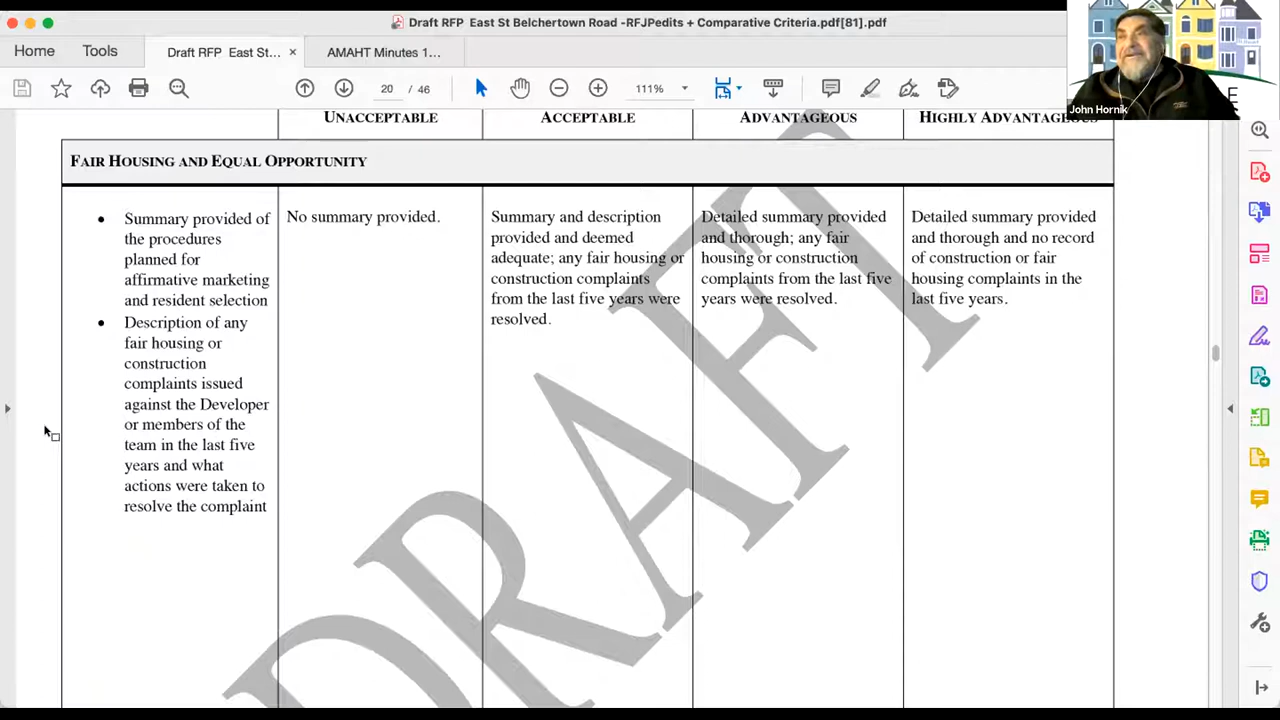 Draft RFP East St Belchertown Road -RFJPedits + Comparative Criteria.pdf[81].pdf
Home
Tools
Draft RFP East St...
×
AMAHT Minutes 1...
20 / 46
111%
John Hornik
E
UNACCEPTABLE
ACCEPTABLE
ADVANTAGEOUS
HIGHLY ADVANTAGEOUS
FAIR HOUSING AND EQUAL OPPORTUNITY
• Summary provided of
the procedures
planned for
affirmative marketing
and resident selection
• Description of any
fair housing or
construction
complaints issued
against the Developer
or members of the
team in the last five
years and what
actions were taken to
resolve the complaint
No summary provided.
Summary and description
provided and deemed
adequate; any fair housing or
construction complaints
from the last five years were
resolved.
Detailed summary provided
and thorough; any fair
housing or construction
complaints from the last five
years were resolved.
Detailed summary provided
and thorough and no record
of construction or fair
housing complaints in the
last five years.
DRAFT